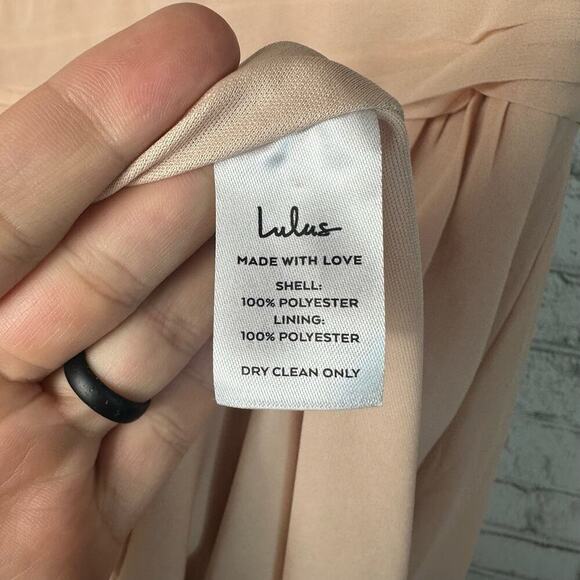 Lulus
MADE WITH LOVE
SHELL:
100% POLYESTER
LINING:
100% POLYESTER
DRY CLEAN ONLY